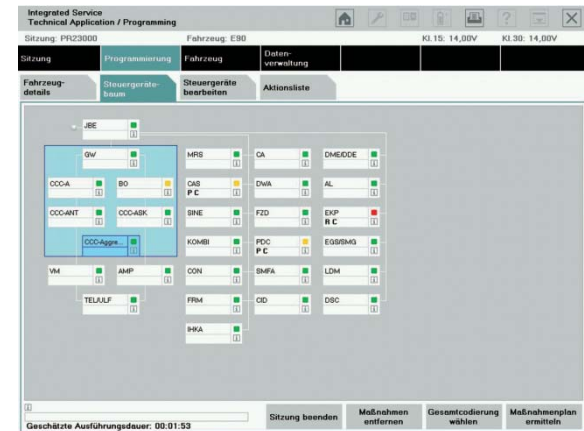 Integrated Service
Technical Application / Programming
Sitzung: PR23000 Fahrzeug: E90 Kl.15: 14,00V Kl.30: 14,00V
Sitzung Programmierung Fahrzeug Daten-
verwaltung
Fahrzeug-
details
Steuergeräte-
baum
Steuergeräte
bearbeiten
Aktionsliste
JBE
GW MRS CA DME/DDE
CCC-A BO CAS DWA AL
P C
CCC-ANT CCC-ASK SINE FZD EKP
R C
CCC-Aggre... KOMBI PDC EGS/SMG
P C
VM AMP CON SMFA LDM
TEL/ULF FRM CID DSC
IHKA
Geschätzte Ausführungsdauer: 00:01:53
Sitzung beenden
Maßnahmen
entfernen
Gesamtcodierung
wählen
Maßnahmenplan
ermitteln